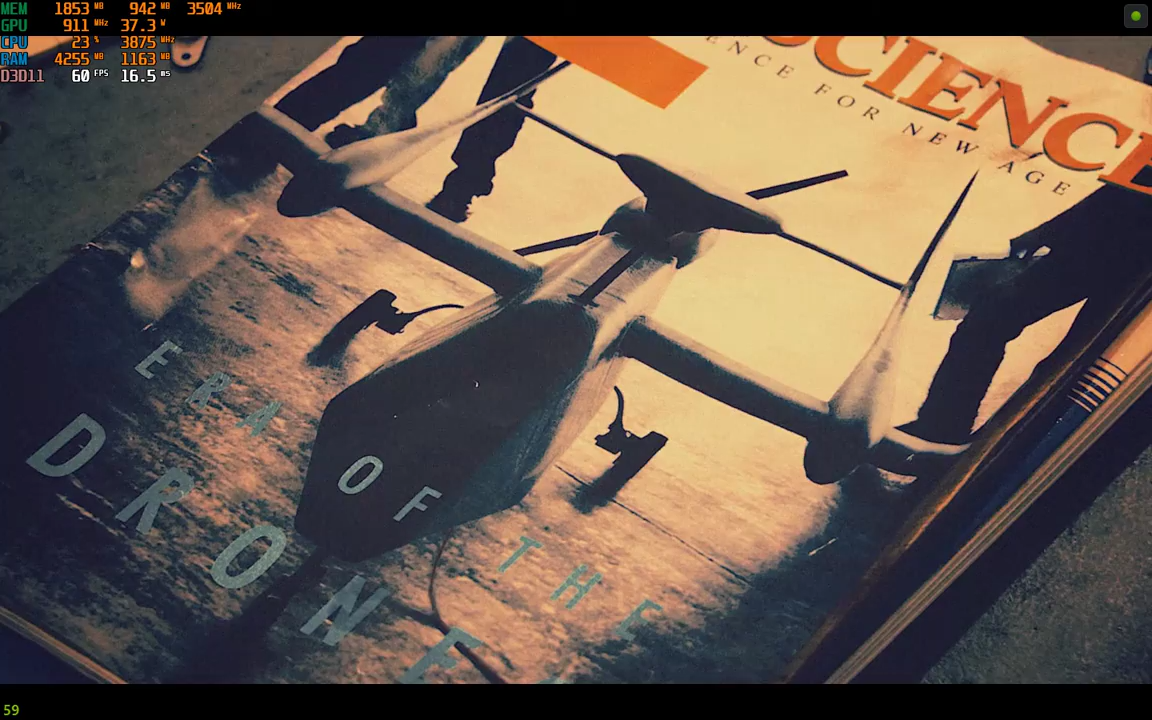 MEM 1853 MB 942 MB 3504 MHz
GPU 911 MHz 37.3 W
CPU 23 % 3875 MHz
RAM 4255 MB 1163 MB
D3D11 60 FPS 16.5 ms
SCIENCE
ENCE FOR NEW AGE
ERA OF THE
DRONE
59